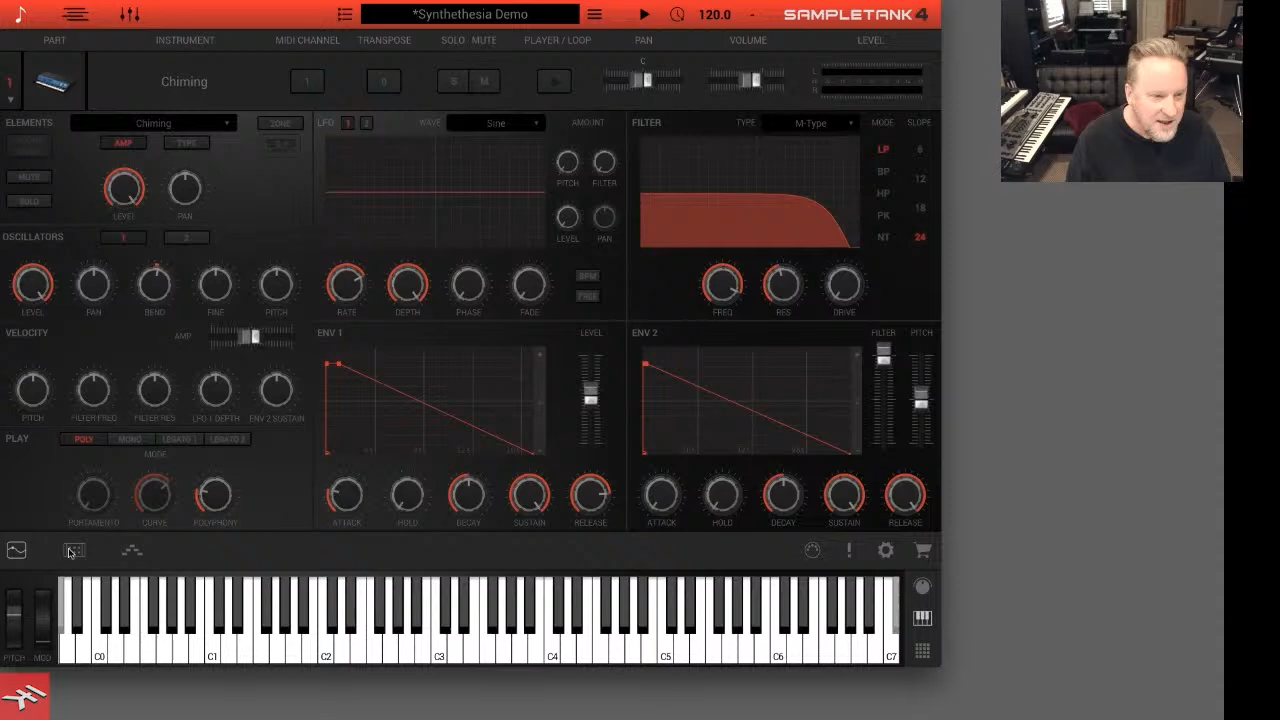 *Synthethesia Demo
120.0 -
SAMPLETANK 4
PART INSTRUMENT MIDI CHANNEL TRANSPOSE SOLO MUTE PLAYER / LOOP PAN VOLUME LEVEL
1 Chiming 1 0 S M C L R
ELEMENTS Chiming ZONE
AMP TYPE
MUTE
SOLO
LEVEL PAN
LFO 1 2 WAVE Sine AMOUNT
PITCH FILTER
LEVEL PAN
FILTER TYPE M-Type MODE SLOPE
LP 6
BP 12
HP 18
PK
NT 24
OSCILLATORS 1 2
LEVEL PAN BEND FINE PITCH
RATE DEPTH PHASE FADE
BPM
FREE
FREQ RES DRIVE
VELOCITY AMP
PITCH FILTER FREQ FILTER RES LFO 1 DEPTH ENV 2 SUSTAIN
ENV 1 LEVEL
ENV 2 FILTER PITCH
PLAY POLY MONO LEGATO LEGATO 2
MODE
PORTAMENTO CURVE POLYPHONY
ATTACK HOLD DECAY SUSTAIN RELEASE
ATTACK HOLD DECAY SUSTAIN RELEASE
PITCH MOD
C0 C1 C2 C3 C4 C5 C6 C7